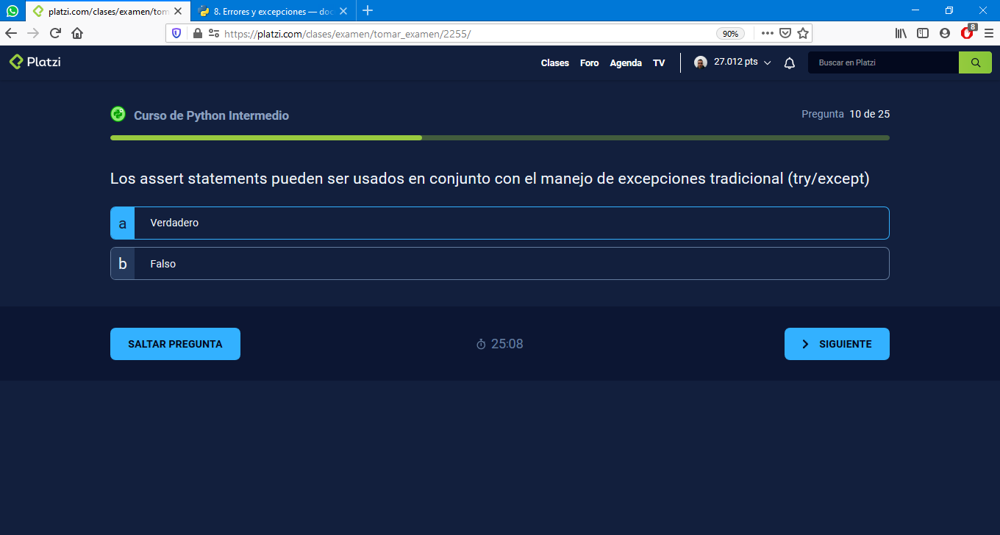 platzi.com/clases/examen/tom
8. Errores y excepciones — doc
https://platzi.com/clases/examen/tomar_examen/2255/
90%
8
Platzi
Clases
Foro
Agenda
TV
27.012 pts
Buscar en Platzi
Curso de Python Intermedio
Pregunta 10 de 25
Los assert statements pueden ser usados en conjunto con el manejo de excepciones tradicional (try/except)
a Verdadero
b Falso
SALTAR PREGUNTA
25:08
SIGUIENTE